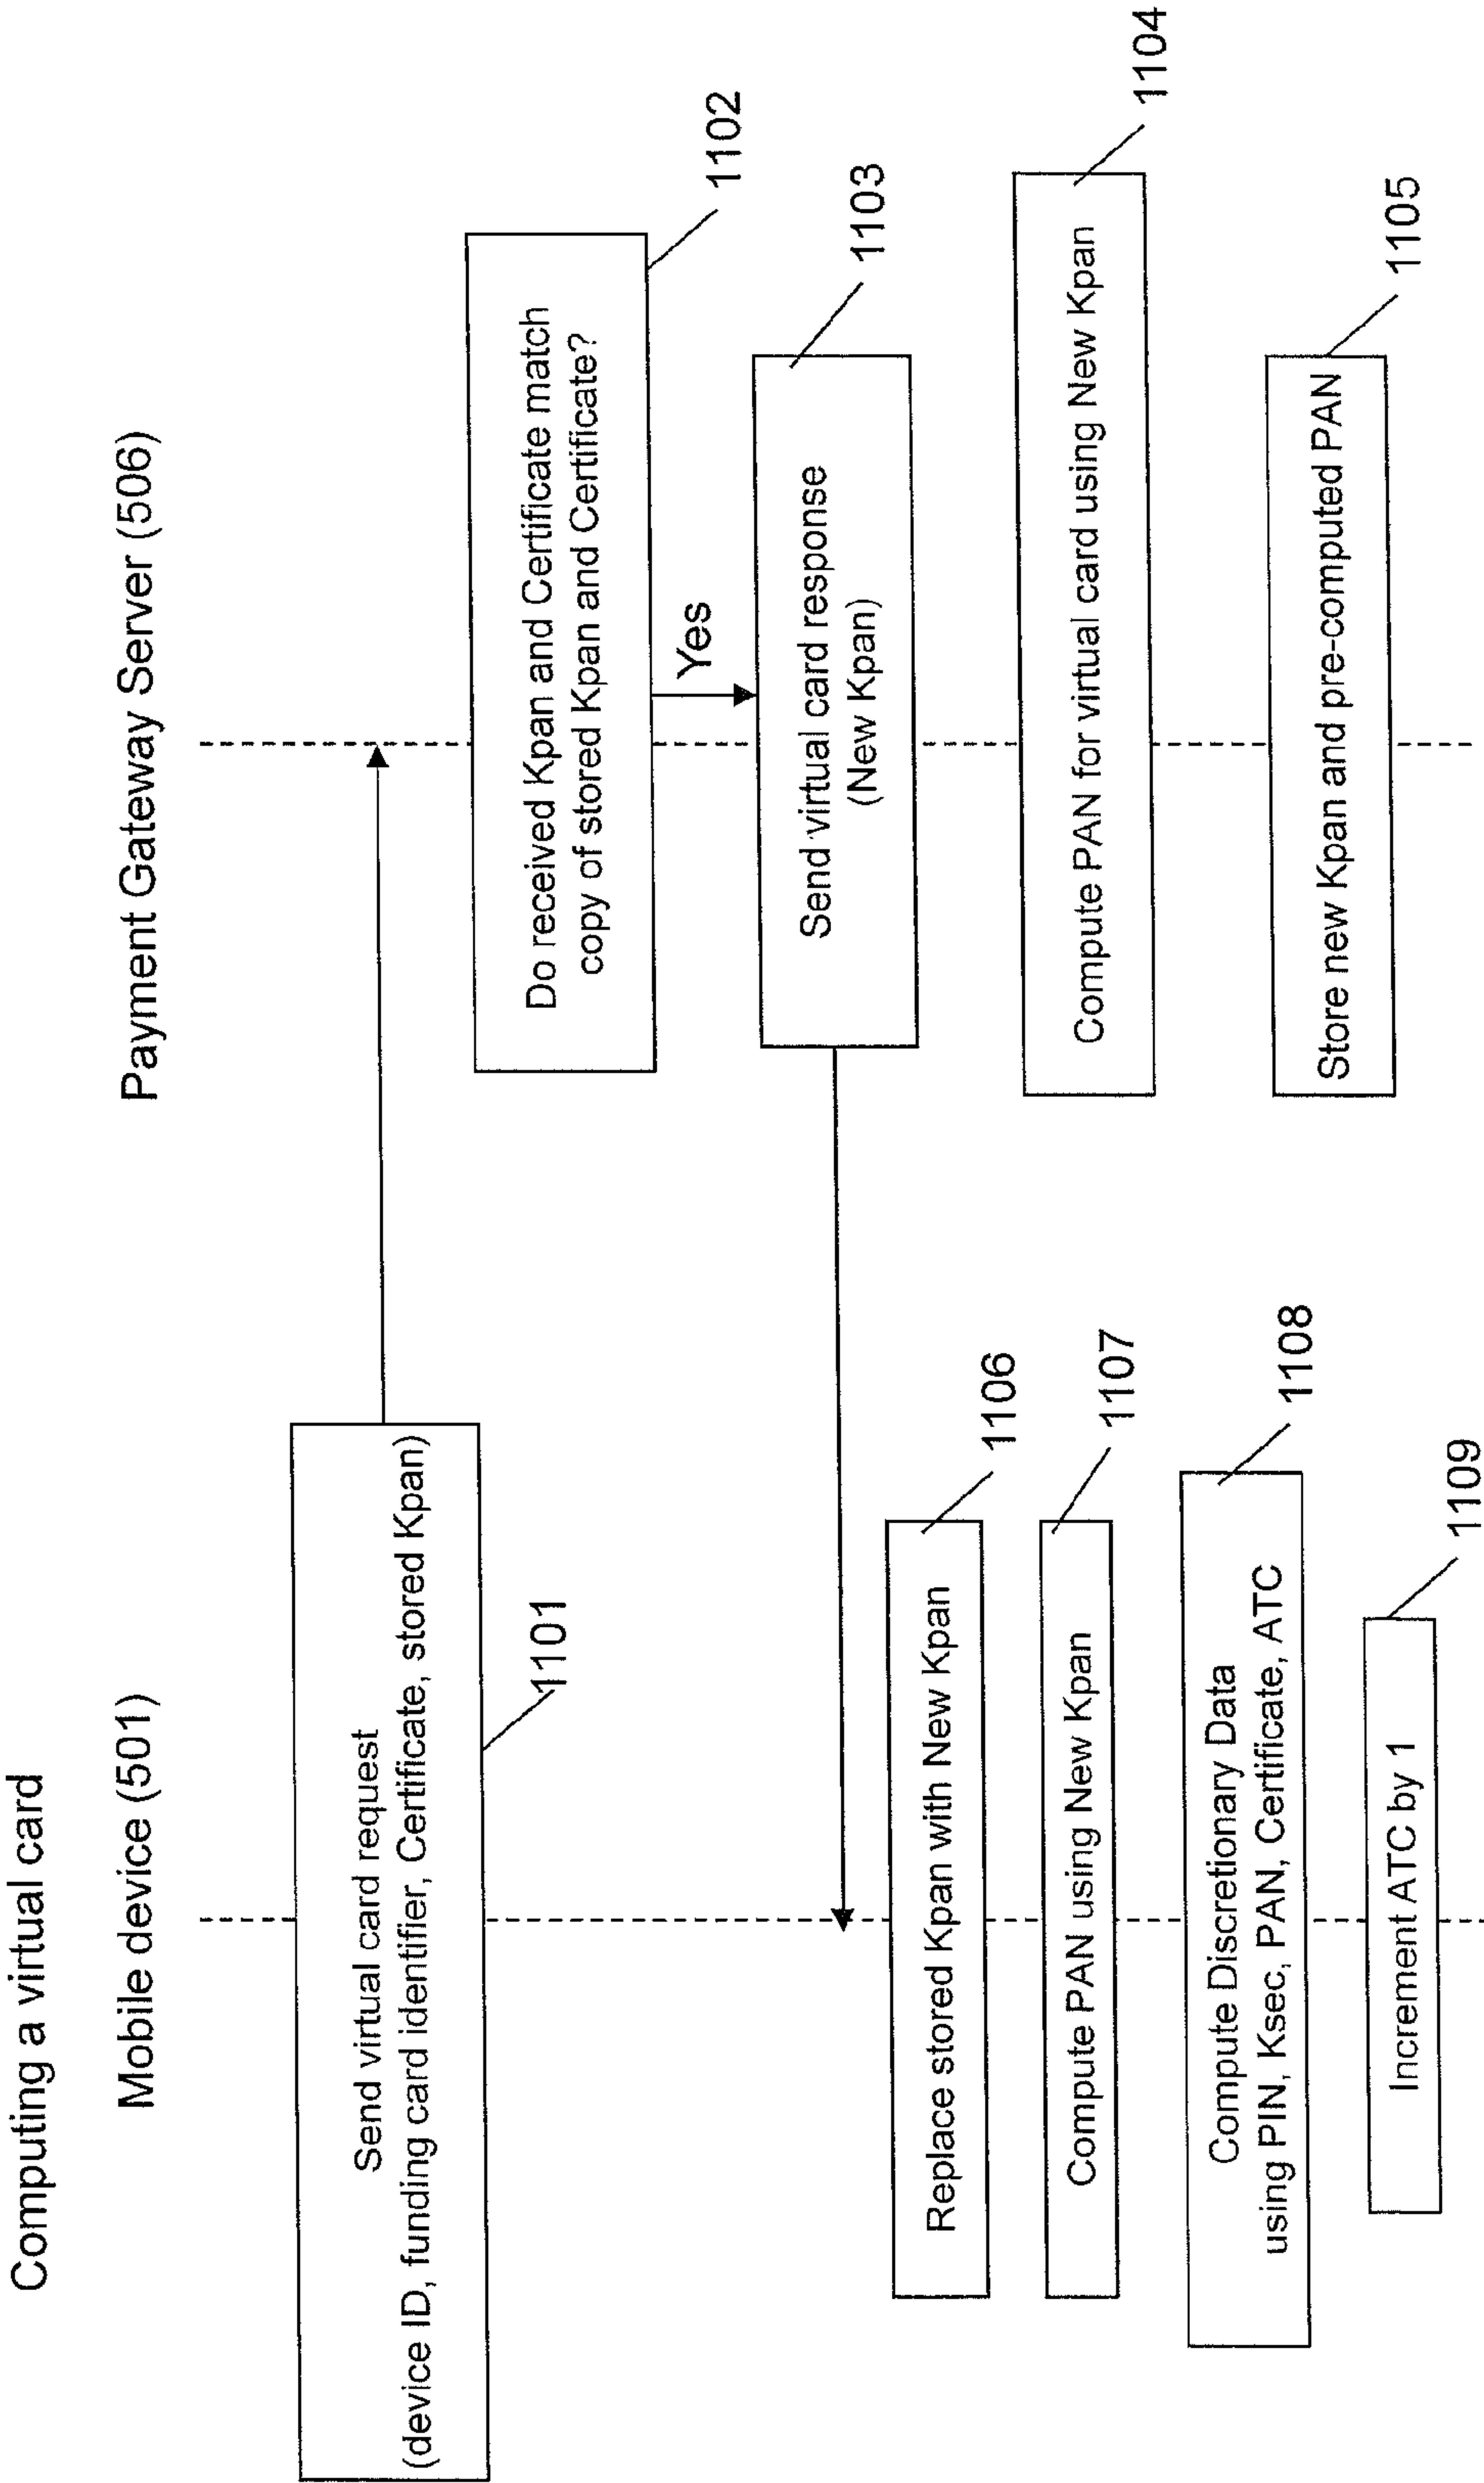 Computing a virtual card
Mobile device (501)
Payment Gateway Server (506)
Send virtual card request
(device ID, funding card identifier, Certificate, stored Kpan)
1101
Do received Kpan and Certificate match
copy of stored Kpan and Certificate?
1102
Yes
Send virtual card response
(New Kpan)
1103
Compute PAN for virtual card using New Kpan
1104
Store new Kpan and pre-computed PAN
1105
Replace stored Kpan with New Kpan
1106
Compute PAN using New Kpan
1107
Compute Discretionary Data
using PIN, Ksec, PAN, Certificate, ATC
1108
Increment ATC by 1
1109